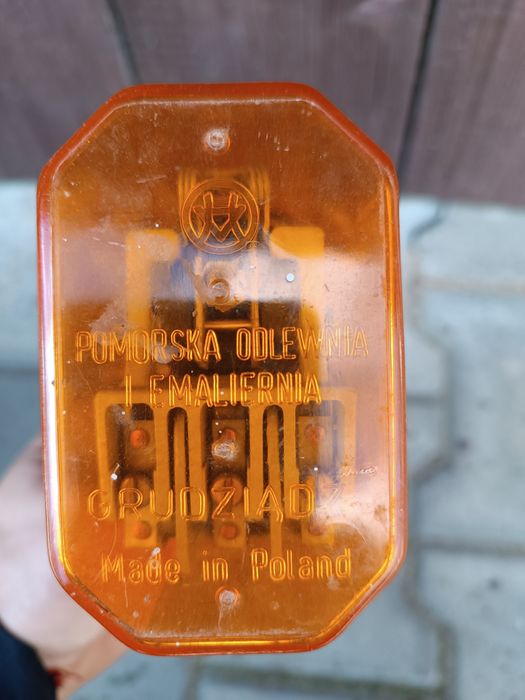 POMORSKA ODLEWNIA
I EMALIERNIA
GRUDZIĄDZ
Made in Poland